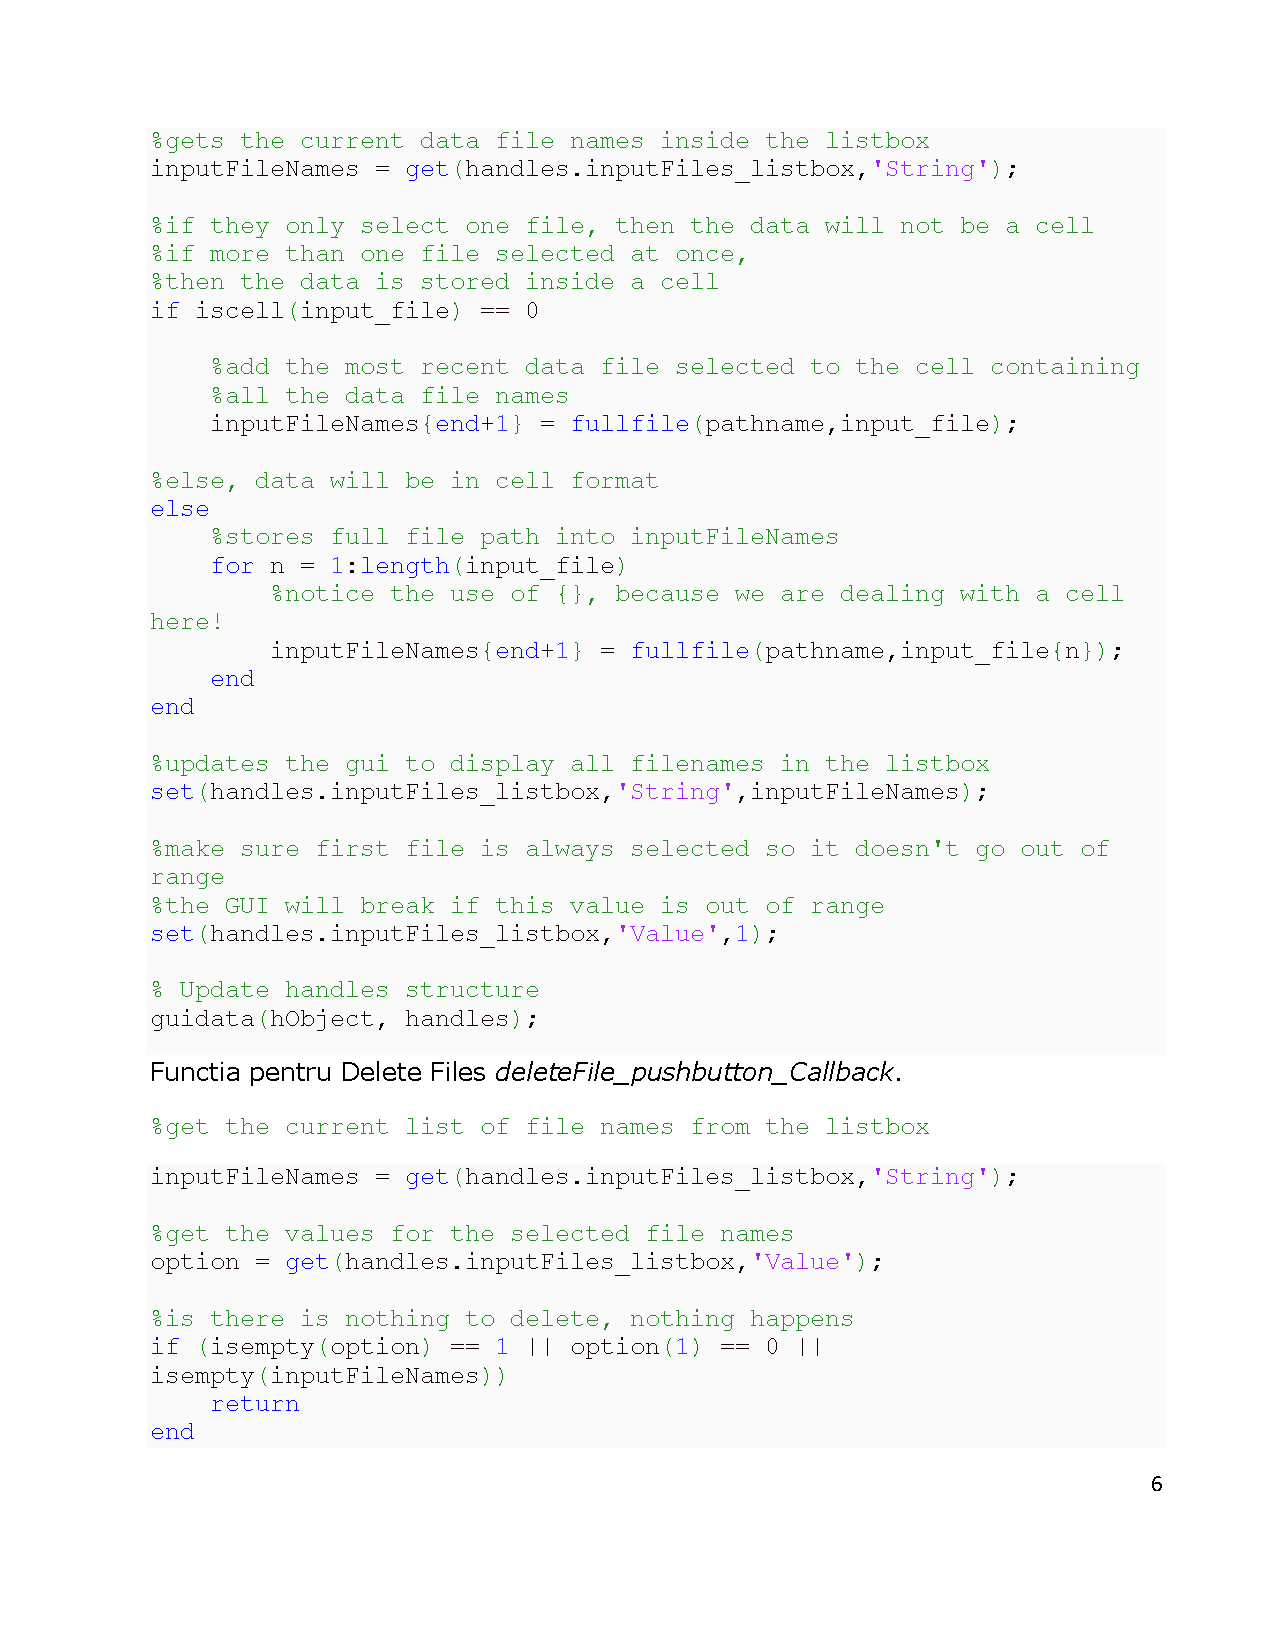 %gets the current data file names inside the listbox
inputFileNames = get(handles.inputFiles_listbox,'String');
%if they only select one file, then the data will not be a cell
%if more than one file selected at once,
%then the data is stored inside a cell
if iscell(input_file) == 0
    %add the most recent data file selected to the cell containing
    %all the data file names
    inputFileNames{end+1} = fullfile(pathname,input_file);
%else, data will be in cell format
else
    %stores full file path into inputFileNames
    for n = 1:length(input_file)
        %notice the use of {}, because we are dealing with a cell
here!
        inputFileNames{end+1} = fullfile(pathname,input_file{n});
    end
end
%updates the gui to display all filenames in the listbox
set(handles.inputFiles_listbox,'String',inputFileNames);
%make sure first file is always selected so it doesn't go out of
range
%the GUI will break if this value is out of range
set(handles.inputFiles_listbox,'Value',1);
% Update handles structure
guidata(hObject, handles);
Functia pentru Delete Files deleteFile_pushbutton_Callback.
%get the current list of file names from the listbox
inputFileNames = get(handles.inputFiles_listbox,'String');
%get the values for the selected file names
option = get(handles.inputFiles_listbox,'Value');
%is there is nothing to delete, nothing happens
if (isempty(option) == 1 || option(1) == 0 ||
isempty(inputFileNames))
    return
end
6